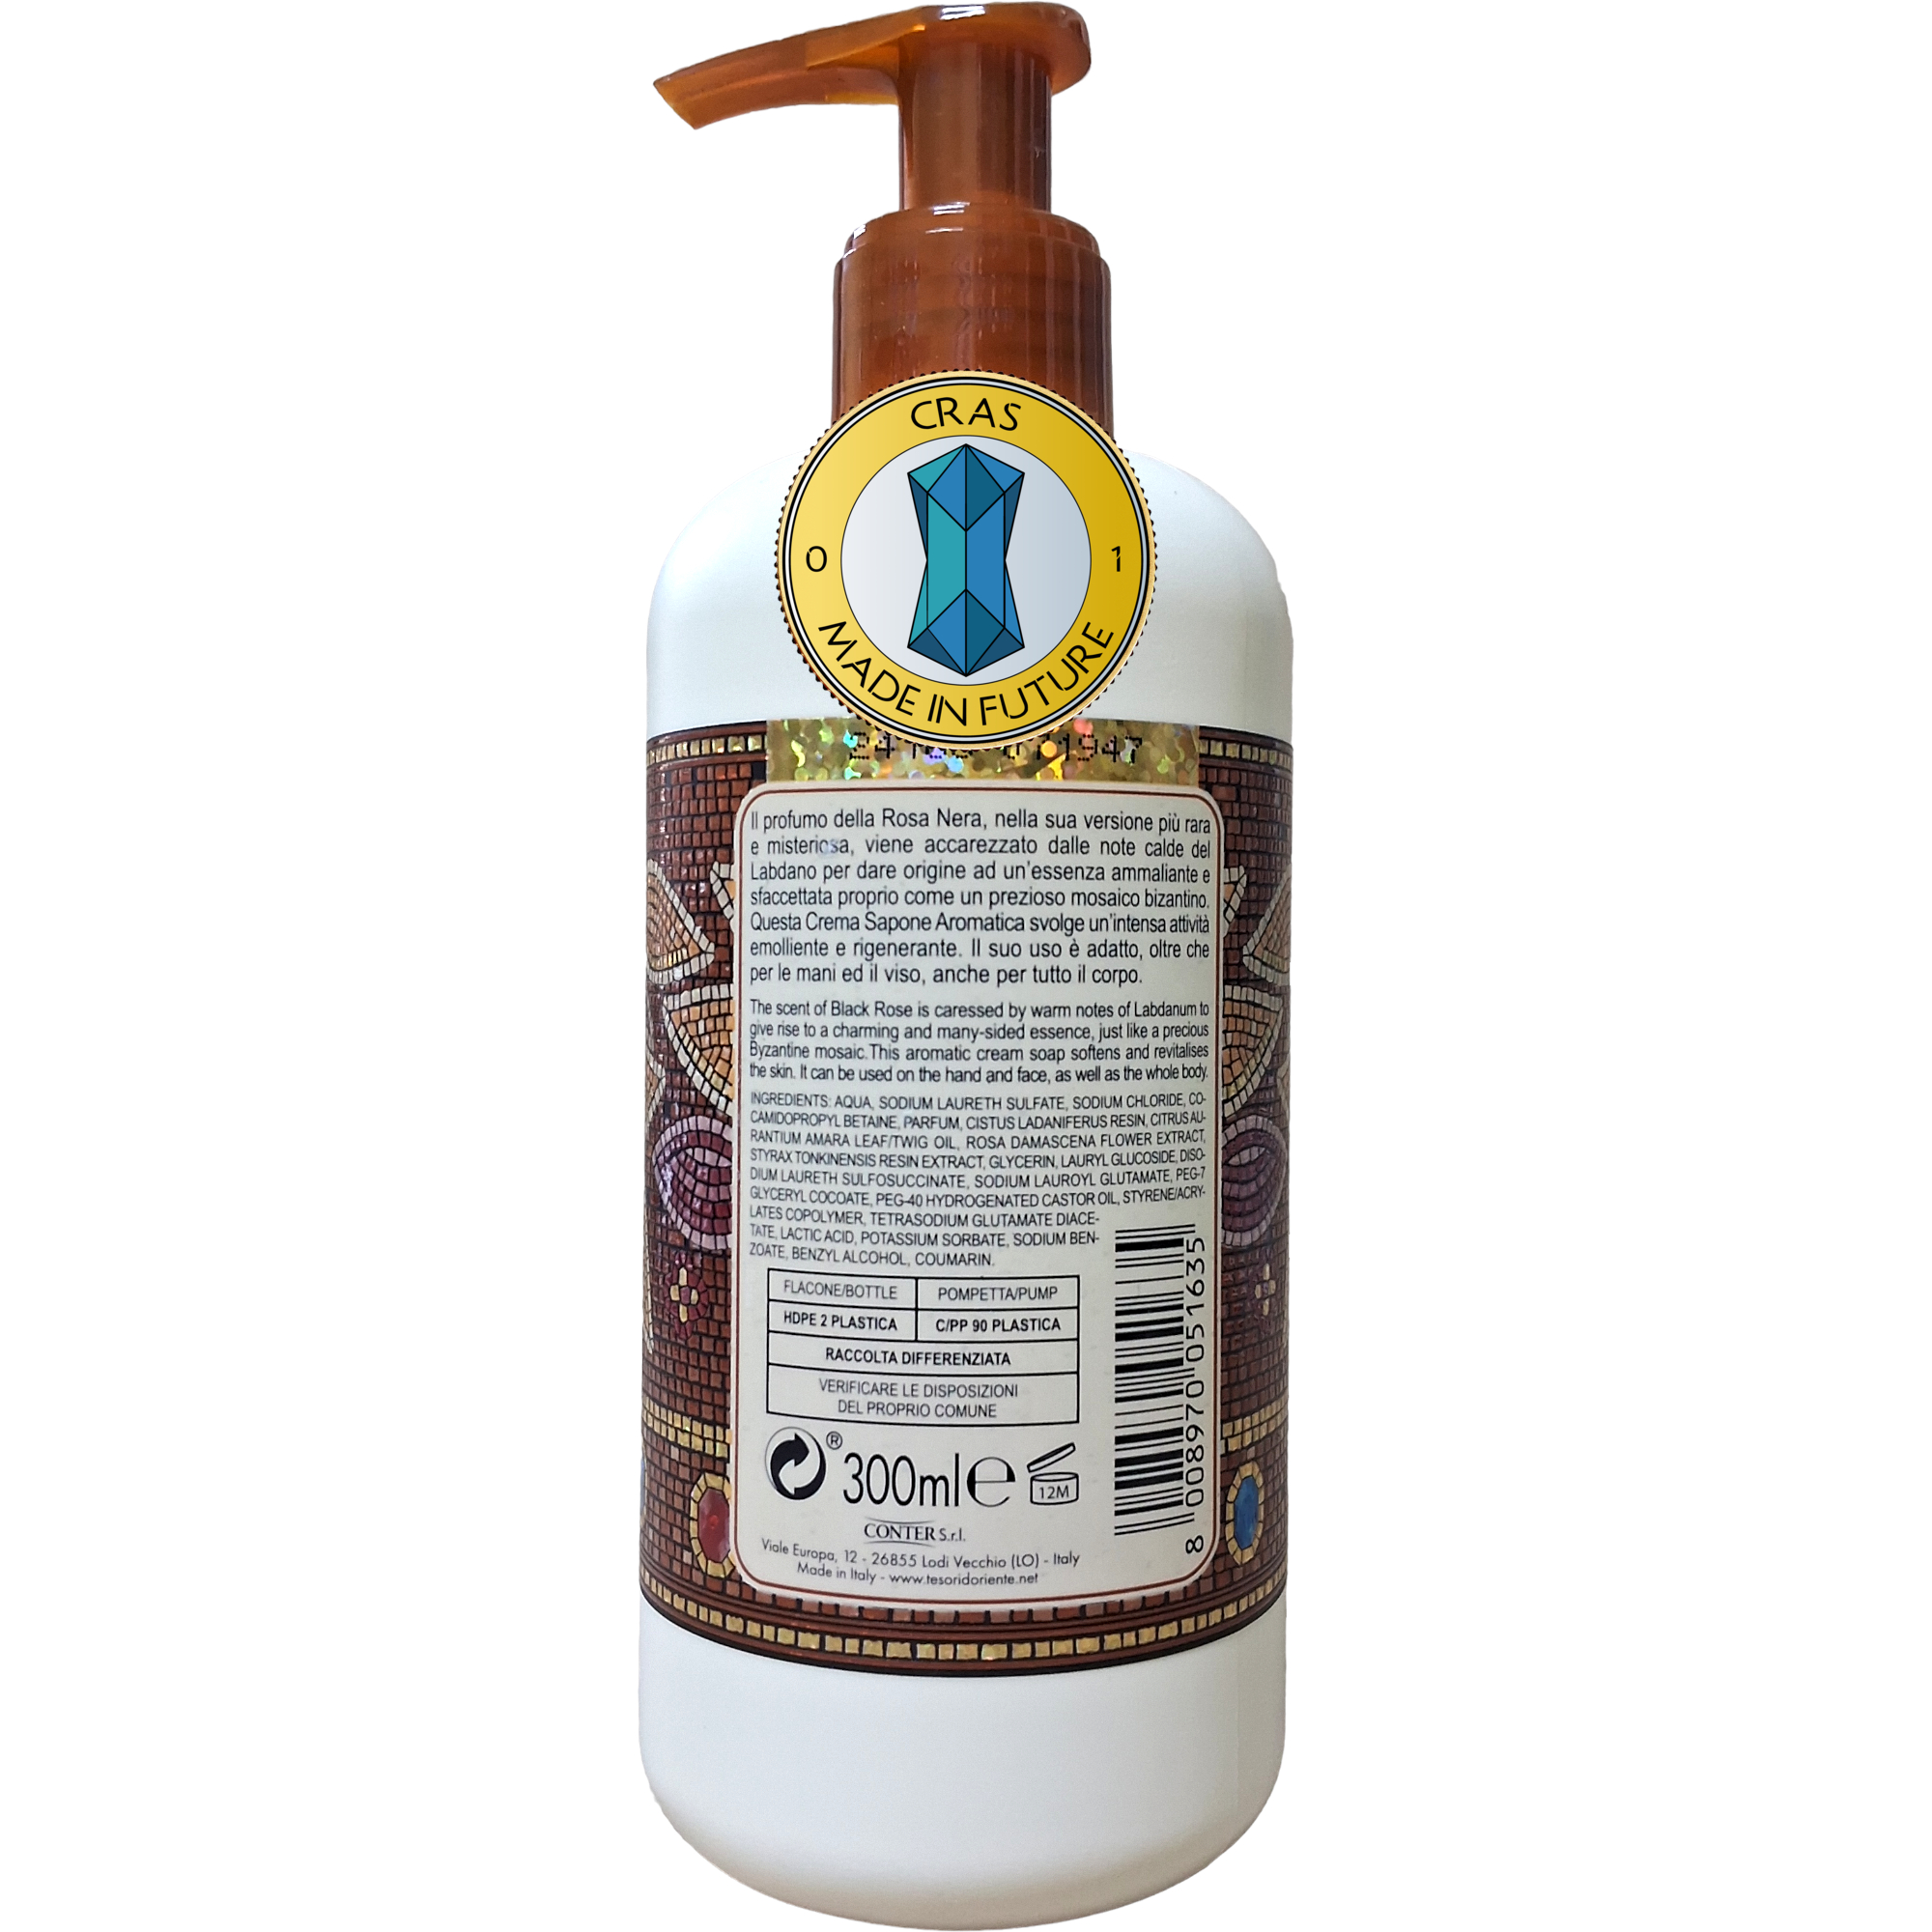 CRAS
0
1
MADE IN FUTURE
Il profumo della Rosa Nera, nella sua versione più rara
e misteriosa, viene accarezzato dalle note calde del
Labdano per dare origine ad un'essenza ammaliante e
sfaccettata proprio come un prezioso mosaico bizantino.
Questa Crema Sapone Aromatica svolge un'intensa attività
emolliente e rigenerante. Il suo uso è adatto, oltre che
per le mani ed il viso, anche per tutto il corpo.
The scent of Black Rose is caressed by warm notes of Labdanum to
give rise to a charming and many-sided essence, just like a precious
Byzantine mosaic.This aromatic cream soap softens and revitalises
the skin. It can be used on the hand and face, as well as the whole body.
INGREDIENTS: AQUA, SODIUM LAURETH SULFATE, SODIUM CHLORIDE, CO-
CAMIDOPROPYL BETAINE, PARFUM, CISTUS LADANIFERUS RESIN, CITRUS AU-
RANTIUM AMARA LEAF/TWIG OIL, ROSA DAMASCENA FLOWER EXTRACT,
STYRAX TONKINENSIS RESIN EXTRACT, GLYCERIN, LAURYL GLUCOSIDE, DISO-
DIUM LAURETH SULFOSUCCINATE, SODIUM LAUROYL GLUTAMATE, PEG-7
GLYCERYL COCOATE, PEG-40 HYDROGENATED CASTOR OIL, STYRENE/ACRY-
LATES COPOLYMER, TETRASODIUM GLUTAMATE DIACE-
TATE, LACTIC ACID, POTASSIUM SORBATE, SODIUM BEN-
ZOATE, BENZYL ALCOHOL, COUMARIN.
FLACONE/BOTTLE POMPETTA/PUMP
HDPE 2 PLASTICA C/PP 90 PLASTICA
RACCOLTA DIFFERENZIATA
VERIFICARE LE DISPOSIZIONI
DEL PROPRIO COMUNE
® 300ml e 12M
8 008970 051635
CONTER S.r.l.
Viale Europa, 12 - 26855 Lodi Vecchio (LO) - Italy
Made in Italy - www.tesoridoriente.net